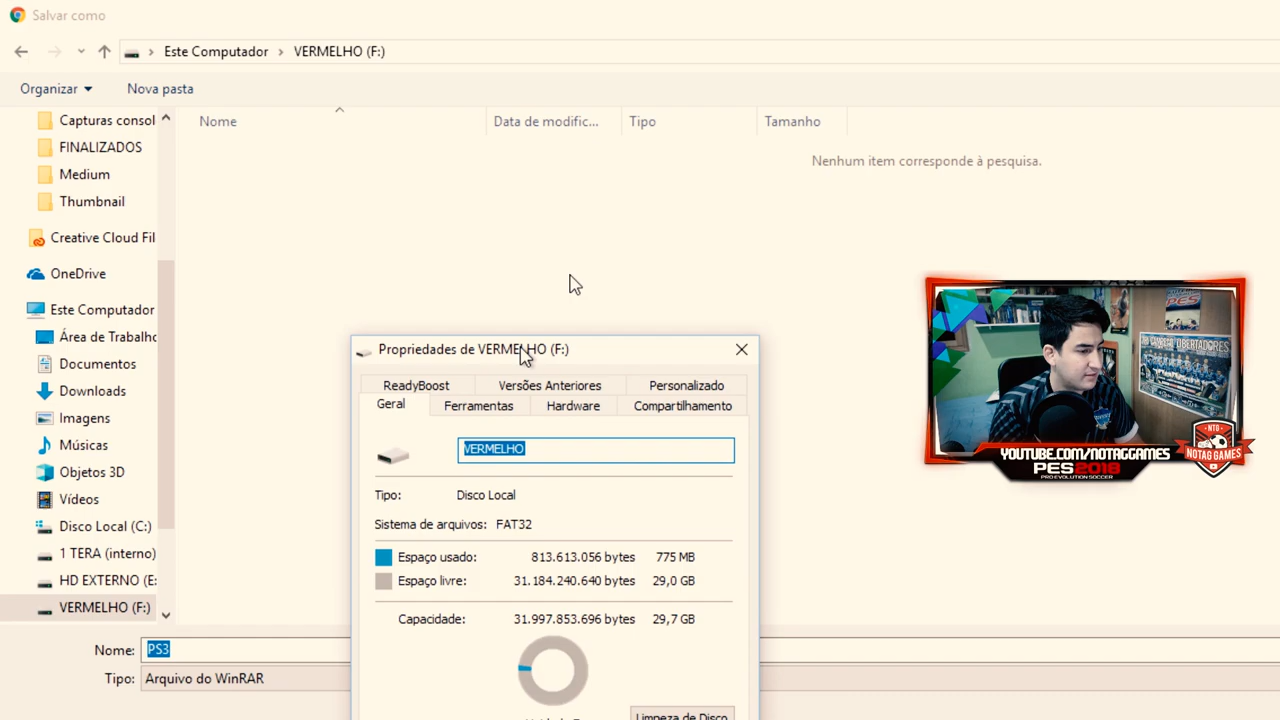 Salvar como
Este Computador > VERMELHO (F:)
Organizar
Nova pasta
Capturas consol
FINALIZADOS
Medium
Thumbnail
Creative Cloud Fil
OneDrive
Este Computador
Área de Trabalho
Documentos
Downloads
Imagens
Músicas
Objetos 3D
Vídeos
Disco Local (C:)
1 TERA (interno)
HD EXTERNO (E:
VERMELHO (F:)
Nome
Data de modific...
Tipo
Tamanho
Nenhum item corresponde à pesquisa.
Propriedades de VERMELHO (F:)
ReadyBoost
Versões Anteriores
Personalizado
Geral
Ferramentas
Hardware
Compartilhamento
VERMELHO
Tipo: Disco Local
Sistema de arquivos: FAT32
Espaço usado: 813.613.056 bytes 775 MB
Espaço livre: 31.184.240.640 bytes 29,0 GB
Capacidade: 31.997.853.696 bytes 29,7 GB
Limpeza de Disco
Nome: PS3
Tipo: Arquivo do WinRAR
PES
LIBERTADORES
YOUTUBE.COM/NOTAGGAMES
PES2018
PRO EVOLUTION SOCCER
NTG
NOTAG GAMES